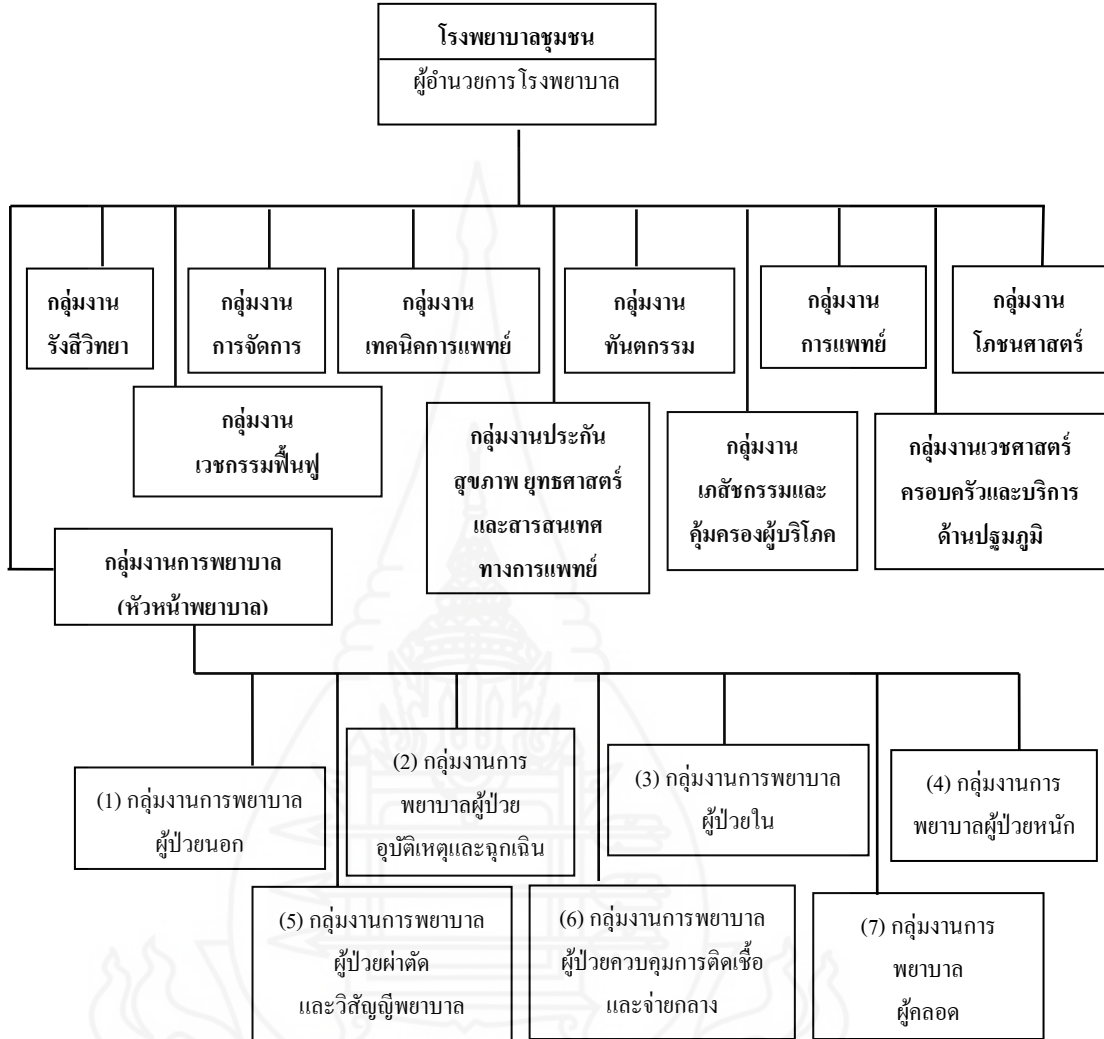 โรงพยาบาลชุมชน
ผู้อำนวยการโรงพยาบาล
กลุ่มงาน
รังสีวิทยา
กลุ่มงาน
การจัดการ
กลุ่มงาน
เทคนิคการแพทย์
กลุ่มงาน
ทันตกรรม
กลุ่มงาน
การแพทย์
กลุ่มงาน
โภชนศาสตร์
กลุ่มงาน
เวชกรรมฟื้นฟู
กลุ่มงานประกัน
สุขภาพ ยุทธศาสตร์
และสารสนเทศ
ทางการแพทย์
กลุ่มงาน
เภสัชกรรมและ
คุ้มครองผู้บริโภค
กลุ่มงานเวชศาสตร์
ครอบครัวและบริการ
ด้านปฐมภูมิ
กลุ่มงานการพยาบาล
(หัวหน้าพยาบาล)
(1) กลุ่มงานการพยาบาล
ผู้ป่วยนอก
(2) กลุ่มงานการ
พยาบาลผู้ป่วย
อุบัติเหตุและฉุกเฉิน
(3) กลุ่มงานการพยาบาล
ผู้ป่วยใน
(4) กลุ่มงานการ
พยาบาลผู้ป่วยหนัก
(5) กลุ่มงานการพยาบาล
ผู้ป่วยผ่าตัด
และวิสัญญีพยาบาล
(6) กลุ่มงานการพยาบาล
ผู้ป่วยควบคุมการติดเชื้อ
และจ่ายกลาง
(7) กลุ่มงานการ
พยาบาล
ผู้คลอด